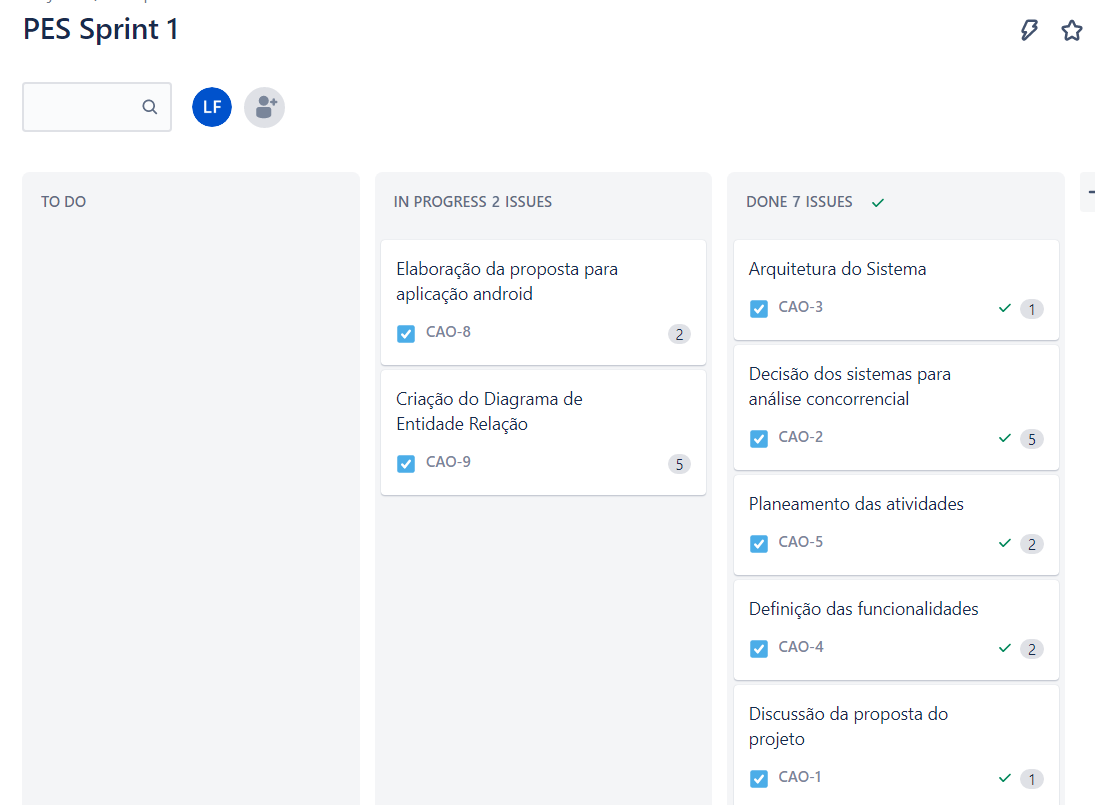 PES Sprint 1
LF
TO DO
IN PROGRESS 2 ISSUES
Elaboração da proposta para
aplicação android
CAO-8
2
Criação do Diagrama de
Entidade Relação
CAO-9
5
DONE 7 ISSUES
Arquitetura do Sistema
CAO-3
1
Decisão dos sistemas para
análise concorrencial
CAO-2
5
Planeamento das atividades
CAO-5
2
Definição das funcionalidades
CAO-4
2
Discussão da proposta do
projeto
CAO-1
1